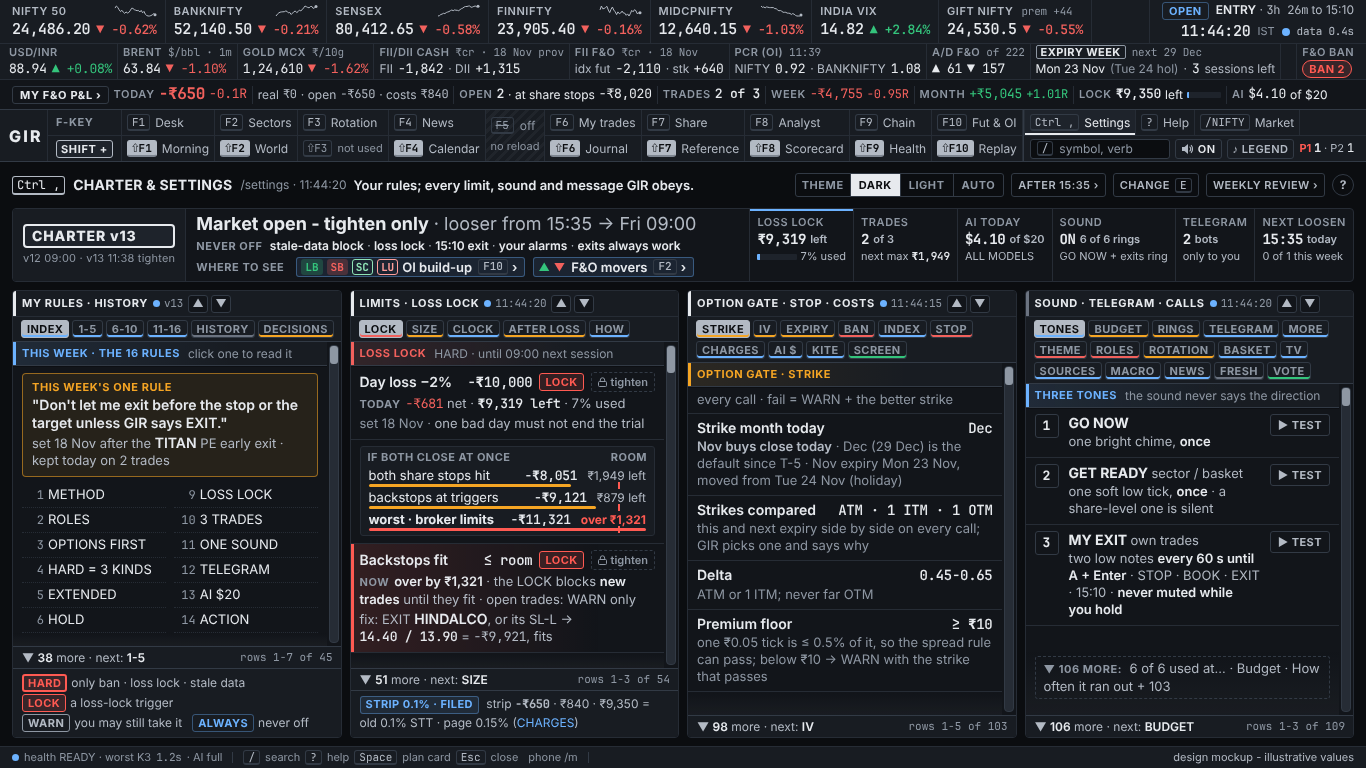 NIFTY 50
24,486.20 ▼ -0.62%
BANKNIFTY
52,140.50 ▼ -0.21%
SENSEX
80,412.65 ▼ -0.58%
FINNIFTY
23,905.40 ▼ -0.16%
MIDCPNIFTY
12,640.15 ▼ -1.03%
INDIA VIX
14.82 ▲ +2.84%
GIFT NIFTY prem +44
24,530.5 ▼ -0.55%
OPEN ENTRY · 3h 26m to 15:10
11:44:20 IST ● data 0.4s
USD/INR
88.94 ▲ +0.08%
BRENT $/bbl · 1m
63.84 ▼ -1.10%
GOLD MCX ₹/10g
1,24,610 ▼ -1.62%
FII/DII CASH ₹cr · 18 Nov prov
FII -1,842 · DII +1,315
FII F&O ₹cr · 18 Nov
idx fut -2,110 · stk +640
PCR (OI) 11:39
NIFTY 0.92 · BANKNIFTY 1.08
A/D F&O of 222
▲ 61 ▼ 157
EXPIRY WEEK next 29 Dec
Mon 23 Nov (Tue 24 hol) · 3 sessions left
F&O BAN
BAN 2
MY F&O P&L › TODAY -₹650 -0.1R real ₹0 · open -₹650 · costs ₹840 OPEN 2 · at share stops -₹8,020 TRADES 2 of 3 WEEK -₹4,755 -0.95R MONTH +₹5,045 +1.01R LOCK ₹9,350 left AI $4.10 of $20
GIR
F-KEY F1 Desk F2 Sectors F3 Rotation F4 News F5 off F6 My trades F7 Share F8 Analyst F9 Chain F10 Fut & OI Ctrl , Settings ? Help /NIFTY Market
SHIFT + ⇧F1 Morning ⇧F2 World ⇧F3 not used ⇧F4 Calendar no reload ⇧F6 Journal ⇧F7 Reference ⇧F8 Scorecard ⇧F9 Health ⇧F10 Replay / symbol, verb ON ♪ LEGEND P1 1 · P2 1
Ctrl , CHARTER & SETTINGS /settings · 11:44:20 Your rules; every limit, sound and message GIR obeys.
THEME DARK LIGHT AUTO AFTER 15:35 › CHANGE E WEEKLY REVIEW › ?
CHARTER v13
v12 09:00 · v13 11:38 tighten
Market open - tighten only · looser from 15:35 → Fri 09:00
NEVER OFF stale-data block · loss lock · 15:10 exit · your alarms · exits always work
WHERE TO SEE LB SB SC LU OI build-up F10 › ▲ ▼ F&O movers F2 ›
LOSS LOCK
₹9,319 left
7% used
TRADES
2 of 3
next max ₹1,949
AI TODAY
$4.10 of $20
ALL MODELS
SOUND
ON 6 of 6 rings
GO NOW + exits ring
TELEGRAM
2 bots
only to you
NEXT LOOSEN
15:35 today
0 of 1 this week
MY RULES · HISTORY ● v13 ▲ ▼
INDEX 1-5 6-10 11-16 HISTORY DECISIONS
THIS WEEK · THE 16 RULES click one to read it
THIS WEEK'S ONE RULE
"Don't let me exit before the stop or the
target unless GIR says EXIT."
set 18 Nov after the TITAN PE early exit ·
kept today on 2 trades
1 METHOD 9 LOSS LOCK
2 ROLES 10 3 TRADES
3 OPTIONS FIRST 11 ONE SOUND
4 HARD = 3 KINDS 12 TELEGRAM
5 EXTENDED 13 AI $20
6 HOLD 14 ACTION
▼ 38 more · next: 1-5 rows 1-7 of 45
HARD only ban · loss lock · stale data
LOCK a loss-lock trigger
WARN you may still take it ALWAYS never off
LIMITS · LOSS LOCK ● 11:44:20 ▲ ▼
LOCK SIZE CLOCK AFTER LOSS HOW
LOSS LOCK HARD · until 09:00 next session
Day loss −2% -₹10,000 LOCK tighten
TODAY -₹681 net · ₹9,319 left · 7% used
set 18 Nov · one bad day must not end the trial
IF BOTH CLOSE AT ONCE ROOM
both share stops hit -₹8,051 ₹1,949 left
backstops at triggers -₹9,121 ₹879 left
worst · broker limits -₹11,321 over ₹1,321
Backstops fit ≤ room LOCK tighten
NOW over by ₹1,321 · the LOCK blocks new
trades until they fit · open trades: WARN only
fix: EXIT HINDALCO, or its SL-L →
14.40 / 13.90 = -₹9,921, fits
▼ 51 more · next: SIZE rows 1-3 of 54
STRIP 0.1% · FILED strip -₹650 · ₹840 · ₹9,350 =
old 0.1% STT · page 0.15% (CHARGES)
OPTION GATE · STOP · COSTS ● 11:44:15 ▲ ▼
STRIKE IV EXPIRY BAN INDEX STOP
CHARGES AI $ KITE SCREEN
OPTION GATE · STRIKE
every call · fail = WARN + the better strike
Strike month today Dec
Nov buys close today · Dec (29 Dec) is the
default since T-5 · Nov expiry Mon 23 Nov,
moved from Tue 24 Nov (holiday)
Strikes compared ATM · 1 ITM · 1 OTM
this and next expiry side by side on every call;
GIR picks one and says why
Delta 0.45-0.65
ATM or 1 ITM; never far OTM
Premium floor ≥ ₹10
one ₹0.05 tick is ≤ 0.5% of it, so the spread rule
can pass; below ₹10 → WARN with the strike
that passes
▼ 98 more · next: IV rows 1-5 of 103
SOUND · TELEGRAM · CALLS ● 11:44:20 ▲ ▼
TONES BUDGET RINGS TELEGRAM MORE
THEME ROLES ROTATION BASKET TV
SOURCES MACRO NEWS FRESH VOTE
THREE TONES the sound never says the direction
1 GO NOW ▶ TEST
one bright chime, once
2 GET READY sector / basket ▶ TEST
one soft low tick, once · a
share-level one is silent
3 MY EXIT own trades ▶ TEST
two low notes every 60 s until
A + Enter · STOP · BOOK · EXIT
· 15:10 · never muted while
you hold
▼ 106 MORE: 6 of 6 used at... · Budget · How
often it ran out + 103
▼ 106 more · next: BUDGET rows 1-3 of 109
● health READY · worst K3 1.2s · AI full / search ? help Space plan card Esc close phone /m
design mockup - illustrative values